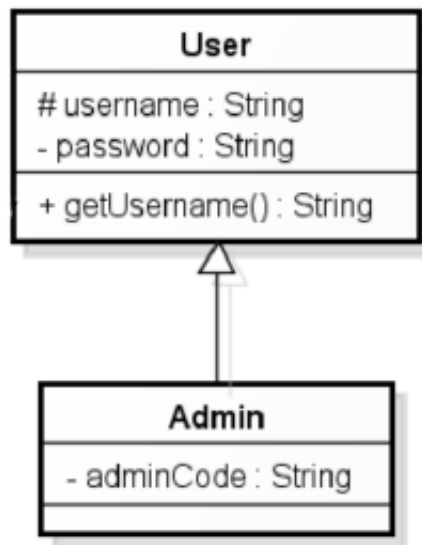 User
# username : String
- password : String
+ getUsername() : String
Admin
- adminCode : String